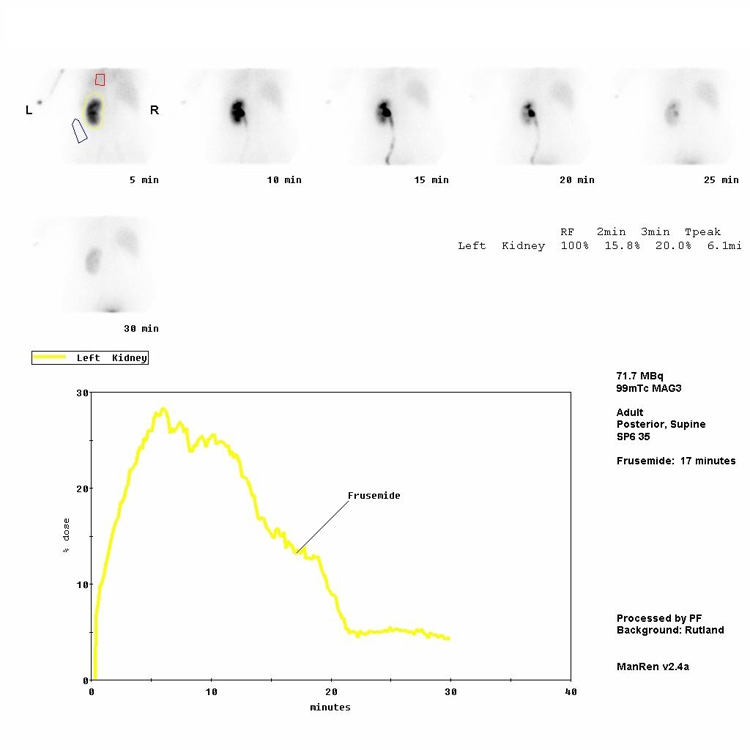 L R
5 min 10 min 15 min 20 min 25 min
RF 2min 3min Tpeak
Left Kidney 100% 15.8% 20.0% 6.1mi
30 min
Left Kidney
71.7 MBq
99mTc MAG3
Adult
Posterior, Supine
SP6 35
Frusemide: 17 minutes
30
20
10
0
% dose
Frusemide
0 10 20 30 40
minutes
Processed by PF
Background: Rutland
ManRen v2.4a